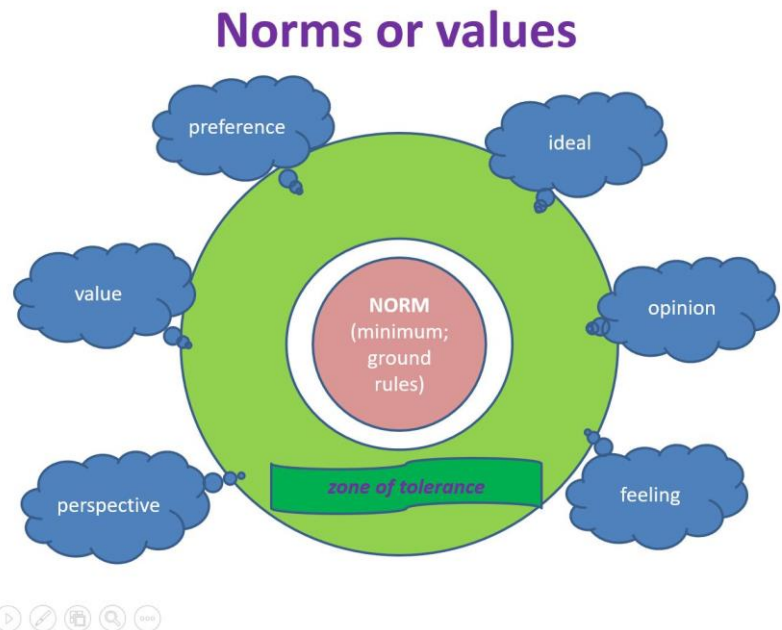 Norms or values
preference
ideal
value
NORM
(minimum;
ground
rules)
opinion
perspective
zone of tolerance
feeling